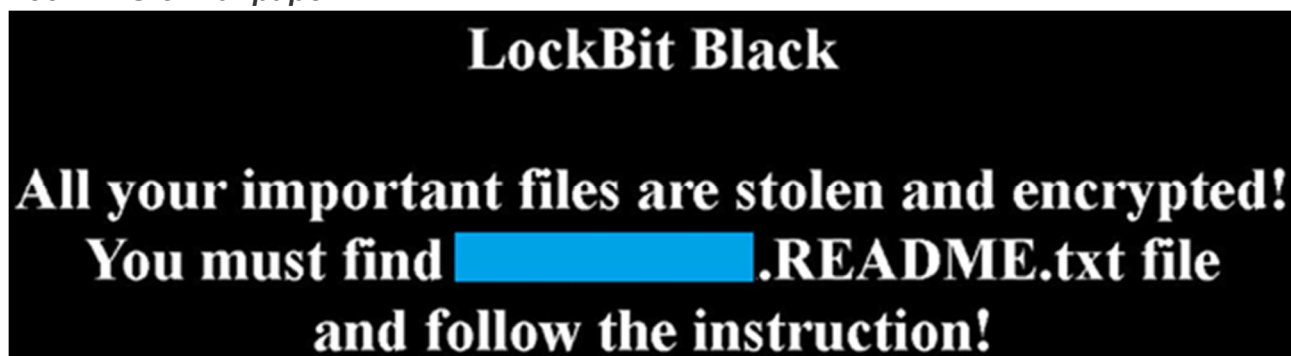 LockBit Black
All your important files are stolen and encrypted!
You must find .README.txt file
and follow the instruction!